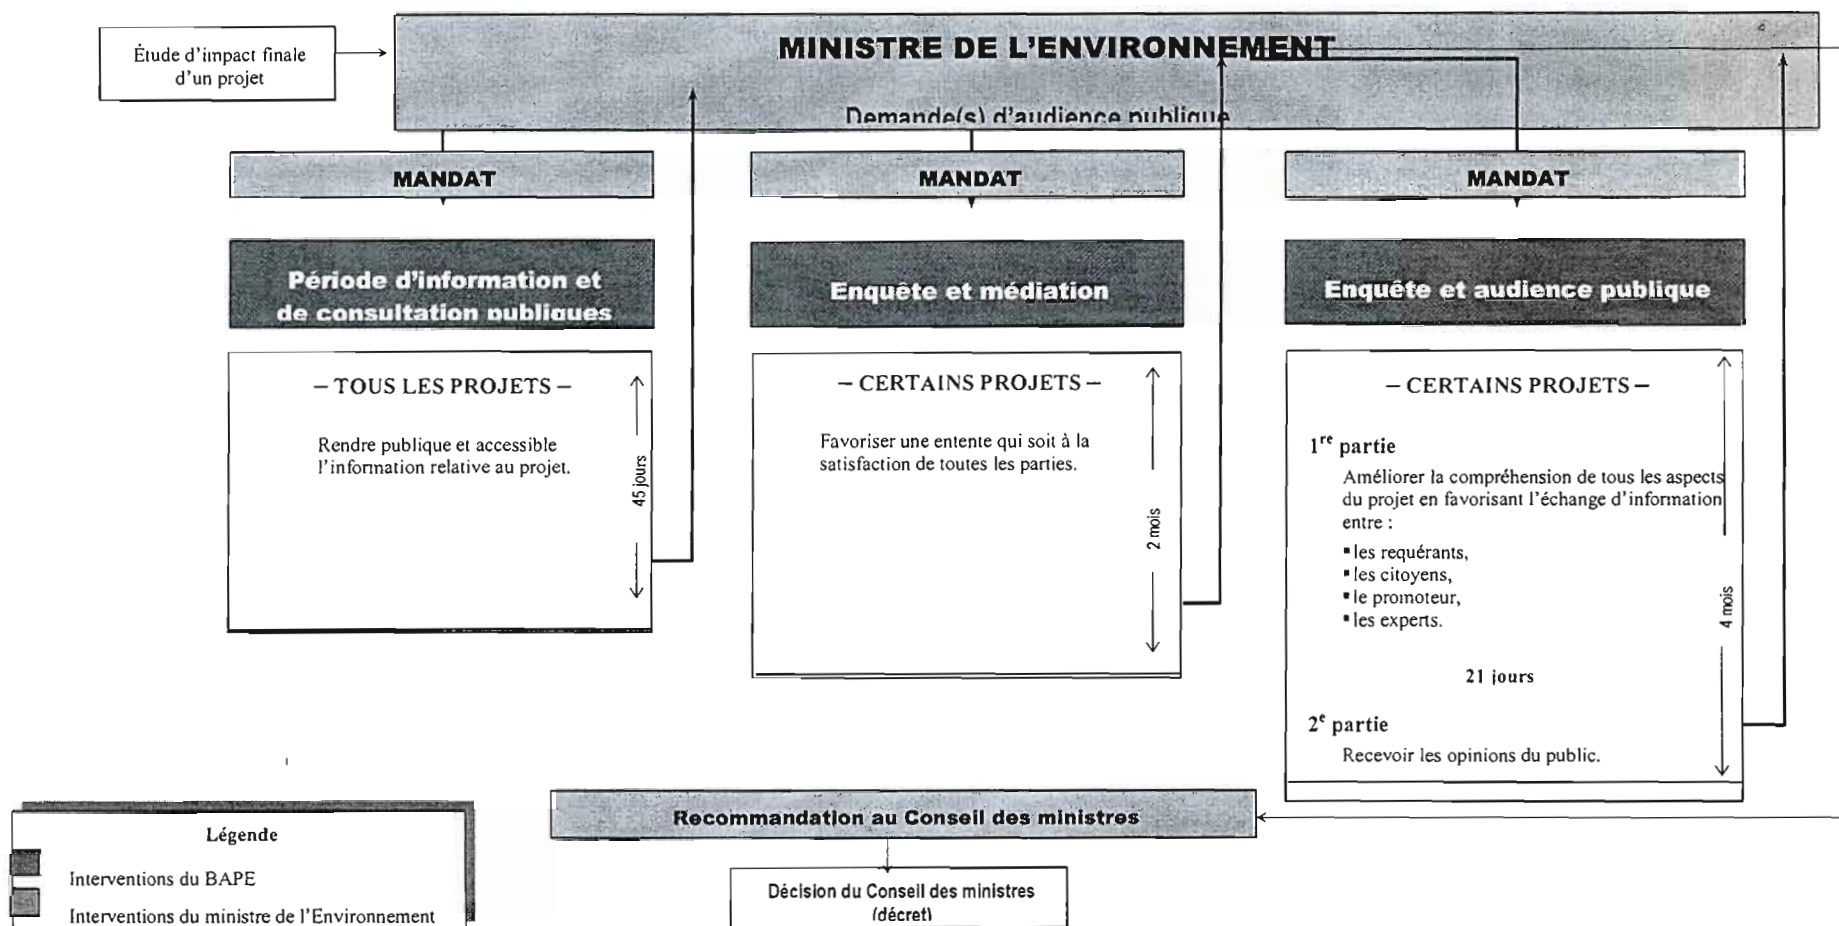 Étude d'impact finale
d'un projet
MINISTRE DE L'ENVIRONNEMENT
Demande(s) d'audience publique
MANDAT
MANDAT
MANDAT
Période d'information et
de consultation publiques
Enquête et médiation
Enquête et audience publique
– TOUS LES PROJETS –
Rendre publique et accessible
l'information relative au projet.
45 jours
– CERTAINS PROJETS –
Favoriser une entente qui soit à la
satisfaction de toutes les parties.
2 mois
– CERTAINS PROJETS –
1re partie
Améliorer la compréhension de tous les aspects
du projet en favorisant l'échange d'information
entre :
▪ les requérants,
▪ les citoyens,
▪ le promoteur,
▪ les experts.
21 jours
2e partie
Recevoir les opinions du public.
4 mois
Recommandation au Conseil des ministres
Décision du Conseil des ministres
(décret)
Légende
Interventions du BAPE
Interventions du ministre de l'Environnement